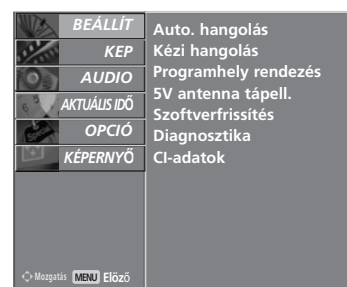 BEÁLLÍT
KEP
AUDIO
AKTUÁLIS IDŐ
OPCIÓ
KÉPERNYŐ
Auto. hangolás
Kézi hangolás
Programhely rendezés
5V antenna tápell.
Szoftverfrissítés
Diagnosztika
CI-adatok
Mozgatás MENU Előző